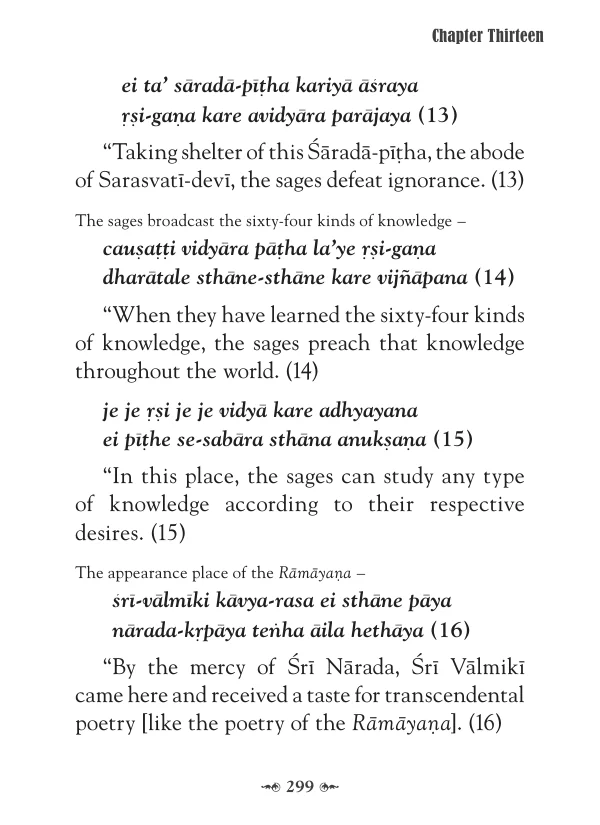 Chapter Thirteen
ei ta’ sāradā-pīṭha kariyā āśraya
ṛṣi-gaṇa kare avidyāra parājaya (13)
“Taking shelter of this Śāradā-pīṭha, the abode
of Sarasvatī-devī, the sages defeat ignorance. (13)
The sages broadcast the sixty-four kinds of knowledge –
cauṣaṭṭi vidyāra pāṭha la’ye ṛṣi-gaṇa
dharātale sthāne-sthāne kare vijñāpana (14)
“When they have learned the sixty-four kinds
of knowledge, the sages preach that knowledge
throughout the world. (14)
je je ṛṣi je je vidyā kare adhyayana
ei pīṭhe se-sabāra sthāna anukṣaṇa (15)
“In this place, the sages can study any type
of knowledge according to their respective
desires. (15)
The appearance place of the Rāmāyaṇa –
śrī-vālmīki kāvya-rasa ei sthāne pāya
nārada-kṛpāya teṅha āila hethāya (16)
“By the mercy of Śrī Nārada, Śrī Vālmikī
came here and received a taste for transcendental
poetry [like the poetry of the Rāmāyaṇa]. (16)
299